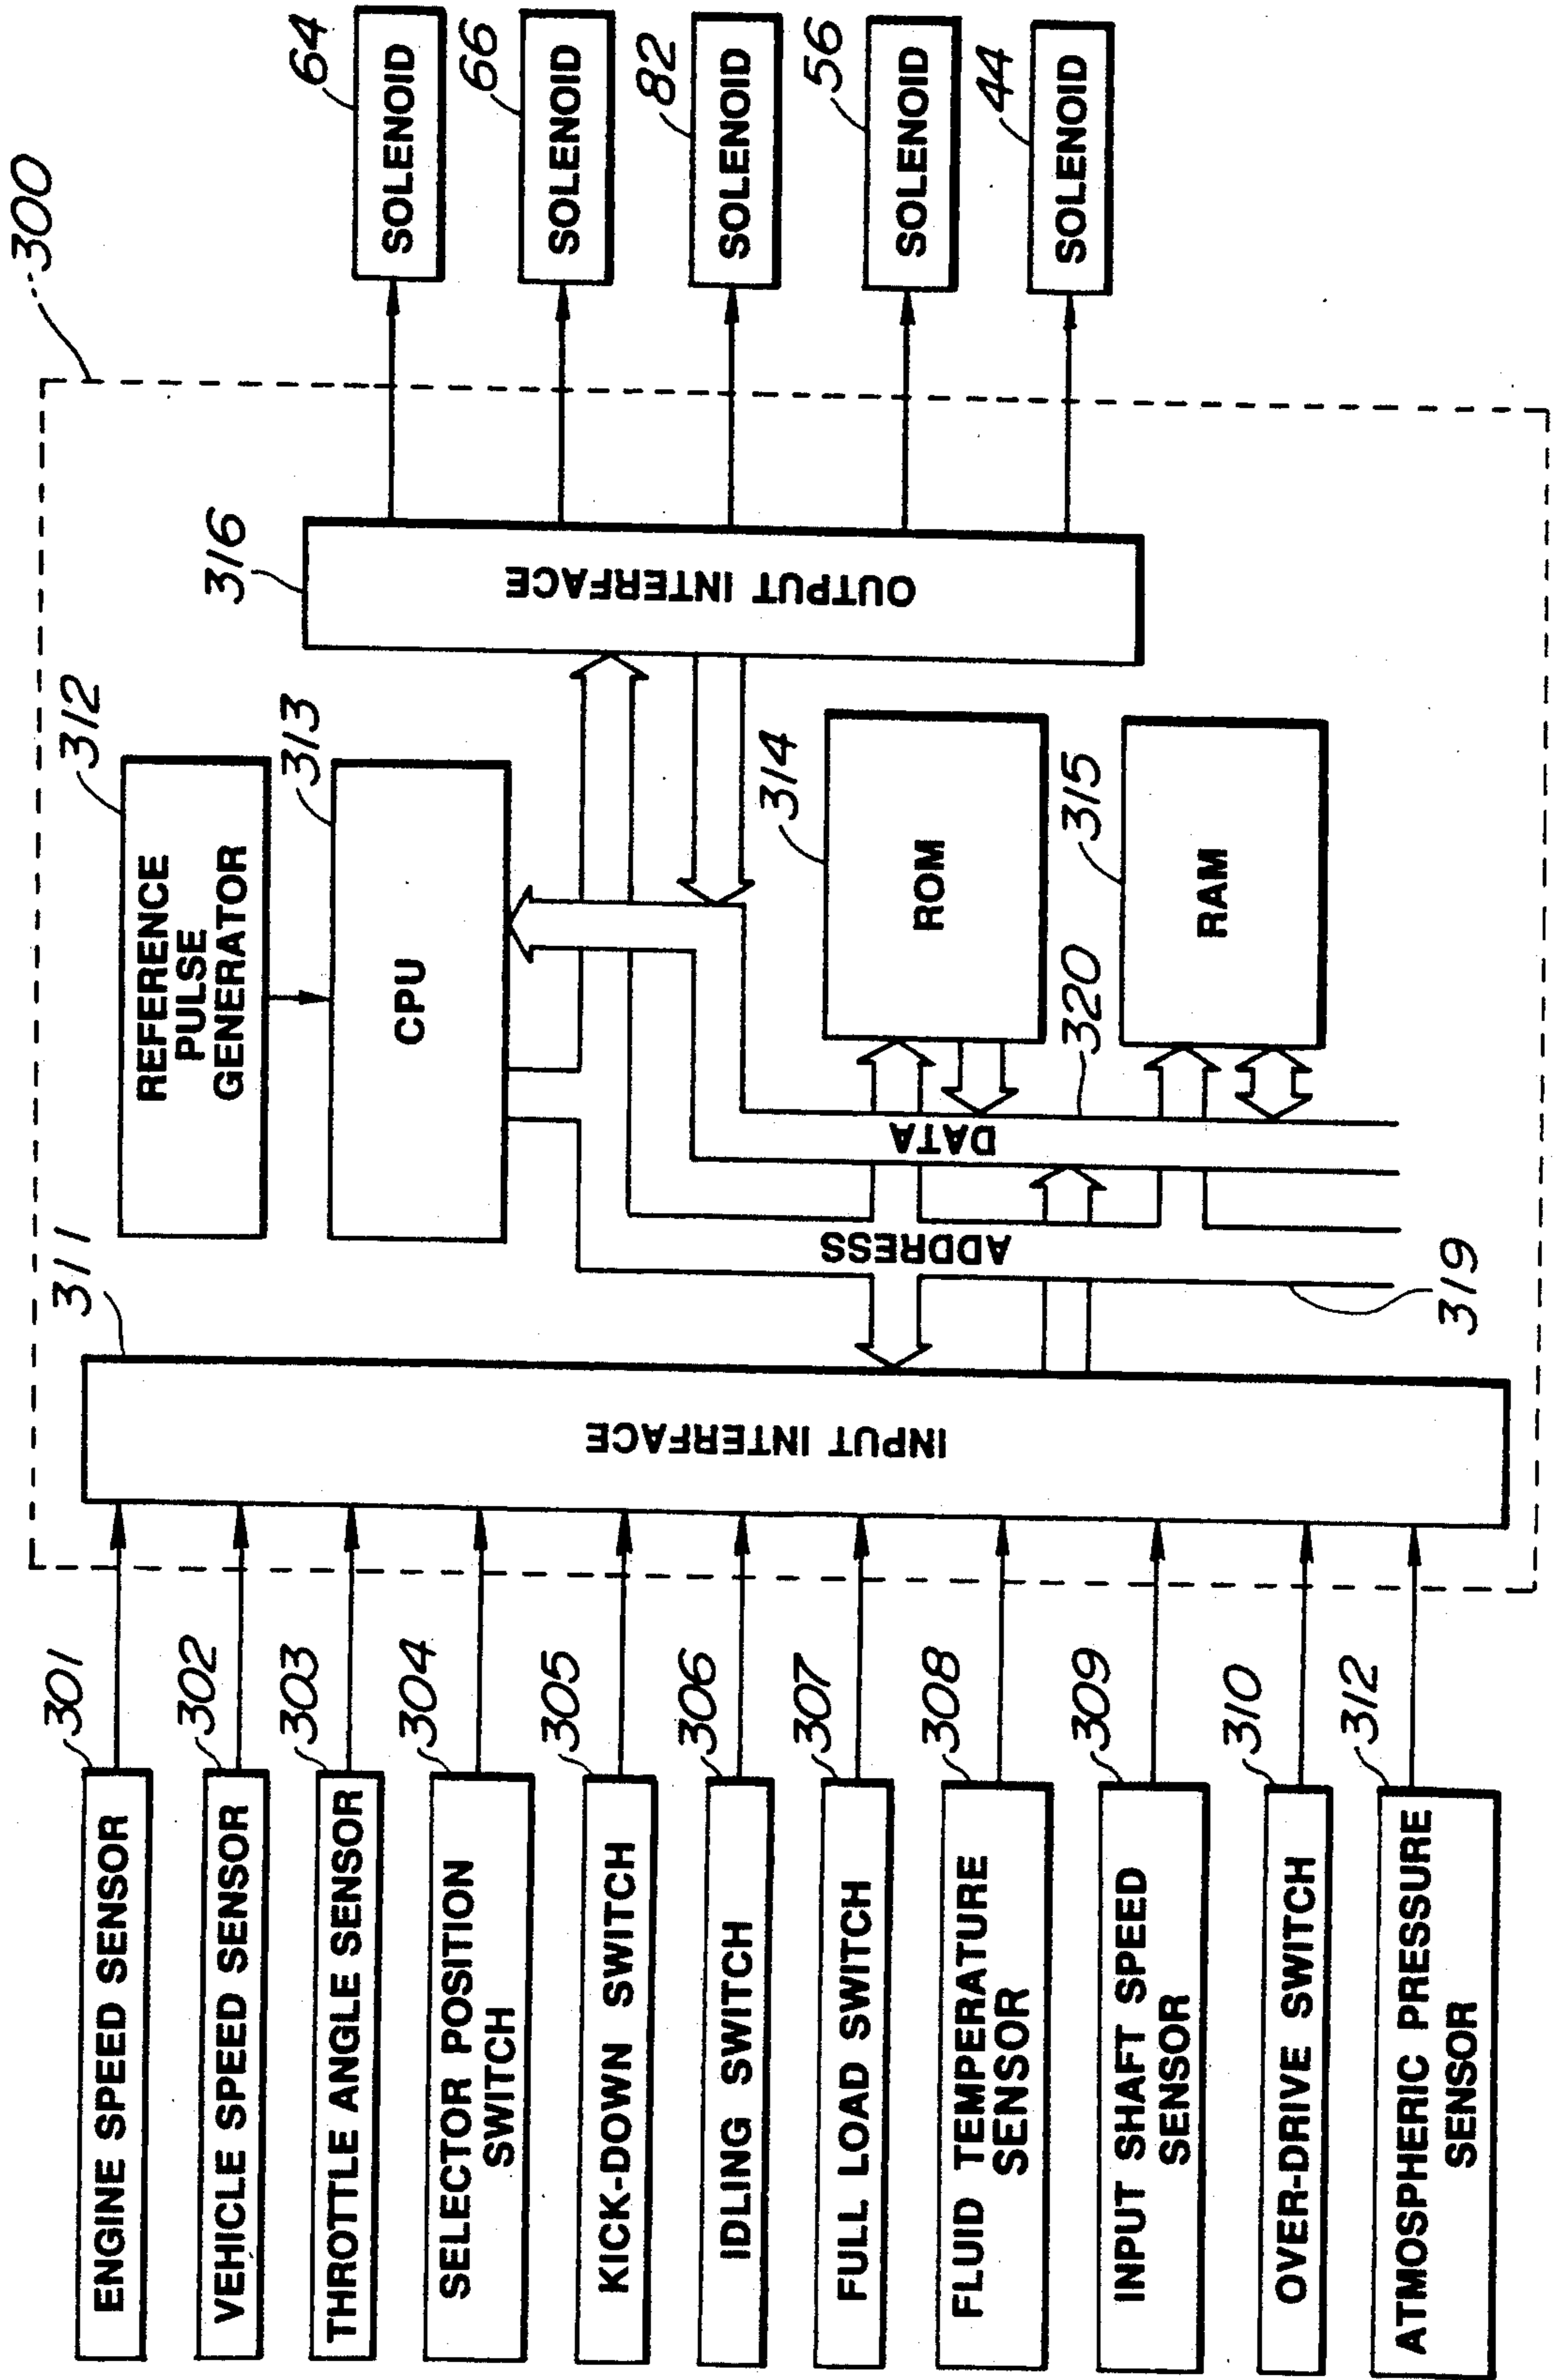 300
ENGINE SPEED SENSOR
301
VEHICLE SPEED SENSOR
302
THROTTLE ANGLE SENSOR
303
SELECTOR POSITION
SWITCH
304
KICK-DOWN SWITCH
305
IDLING SWITCH
306
FULL LOAD SWITCH
307
FLUID TEMPERATURE
SENSOR
308
INPUT SHAFT SPEED
SENSOR
309
OVER-DRIVE SWITCH
310
ATMOSPHERIC PRESSURE
SENSOR
312
311
INPUT INTERFACE
REFERENCE
PULSE
GENERATOR
312
CPU
313
ADDRESS
319
DATA
320
ROM
314
RAM
315
316
OUTPUT INTERFACE
SOLENOID
64
SOLENOID
66
SOLENOID
82
SOLENOID
56
SOLENOID
44